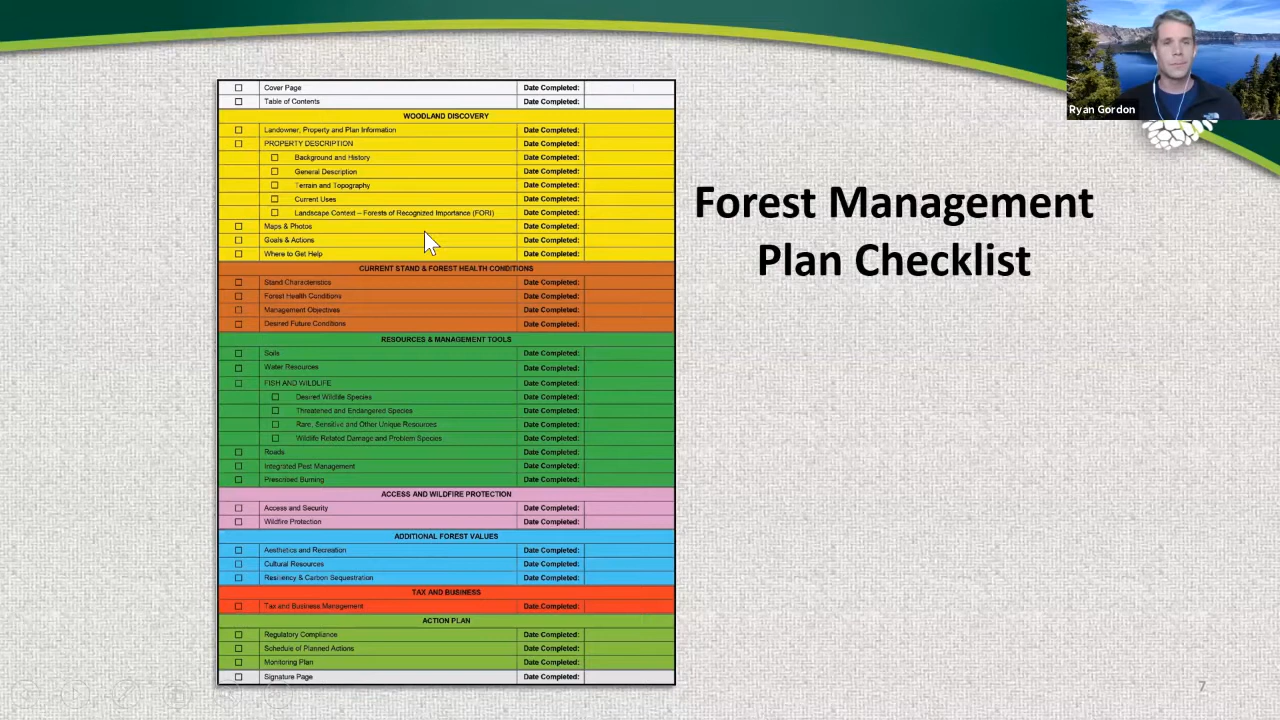 Ryan Gordon
Forest Management
Plan Checklist
Cover Page Date Completed:
Table of Contents Date Completed:
WOODLAND DISCOVERY
Landowner, Property and Plan Information Date Completed:
PROPERTY DESCRIPTION Date Completed:
Background and History Date Completed:
General Description Date Completed:
Terrain and Topography Date Completed:
Current Uses Date Completed:
Landscape Context – Forests of Recognized Importance (FORI) Date Completed:
Maps & Photos Date Completed:
Goals & Actions Date Completed:
Where to Get Help Date Completed:
CURRENT STAND & FOREST HEALTH CONDITIONS
Stand Characteristics Date Completed:
Forest Health Conditions Date Completed:
Management Objectives Date Completed:
Desired Future Conditions Date Completed:
RESOURCES & MANAGEMENT TOOLS
Soils Date Completed:
Water Resources Date Completed:
FISH AND WILDLIFE Date Completed:
Desired Wildlife Species Date Completed:
Threatened and Endangered Species Date Completed:
Rare, Sensitive and Other Unique Resources Date Completed:
Wildlife Related Damage and Problem Species Date Completed:
Roads Date Completed:
Integrated Pest Management Date Completed:
Prescribed Burning Date Completed:
ACCESS AND WILDFIRE PROTECTION
Access and Security Date Completed:
Wildfire Protection Date Completed:
ADDITIONAL FOREST VALUES
Aesthetics and Recreation Date Completed:
Cultural Resources Date Completed:
Resiliency & Carbon Sequestration Date Completed:
TAX AND BUSINESS
Tax and Business Management Date Completed:
ACTION PLAN
Regulatory Compliance Date Completed:
Schedule of Planned Actions Date Completed:
Monitoring Plan Date Completed:
Signature Page Date Completed:
7